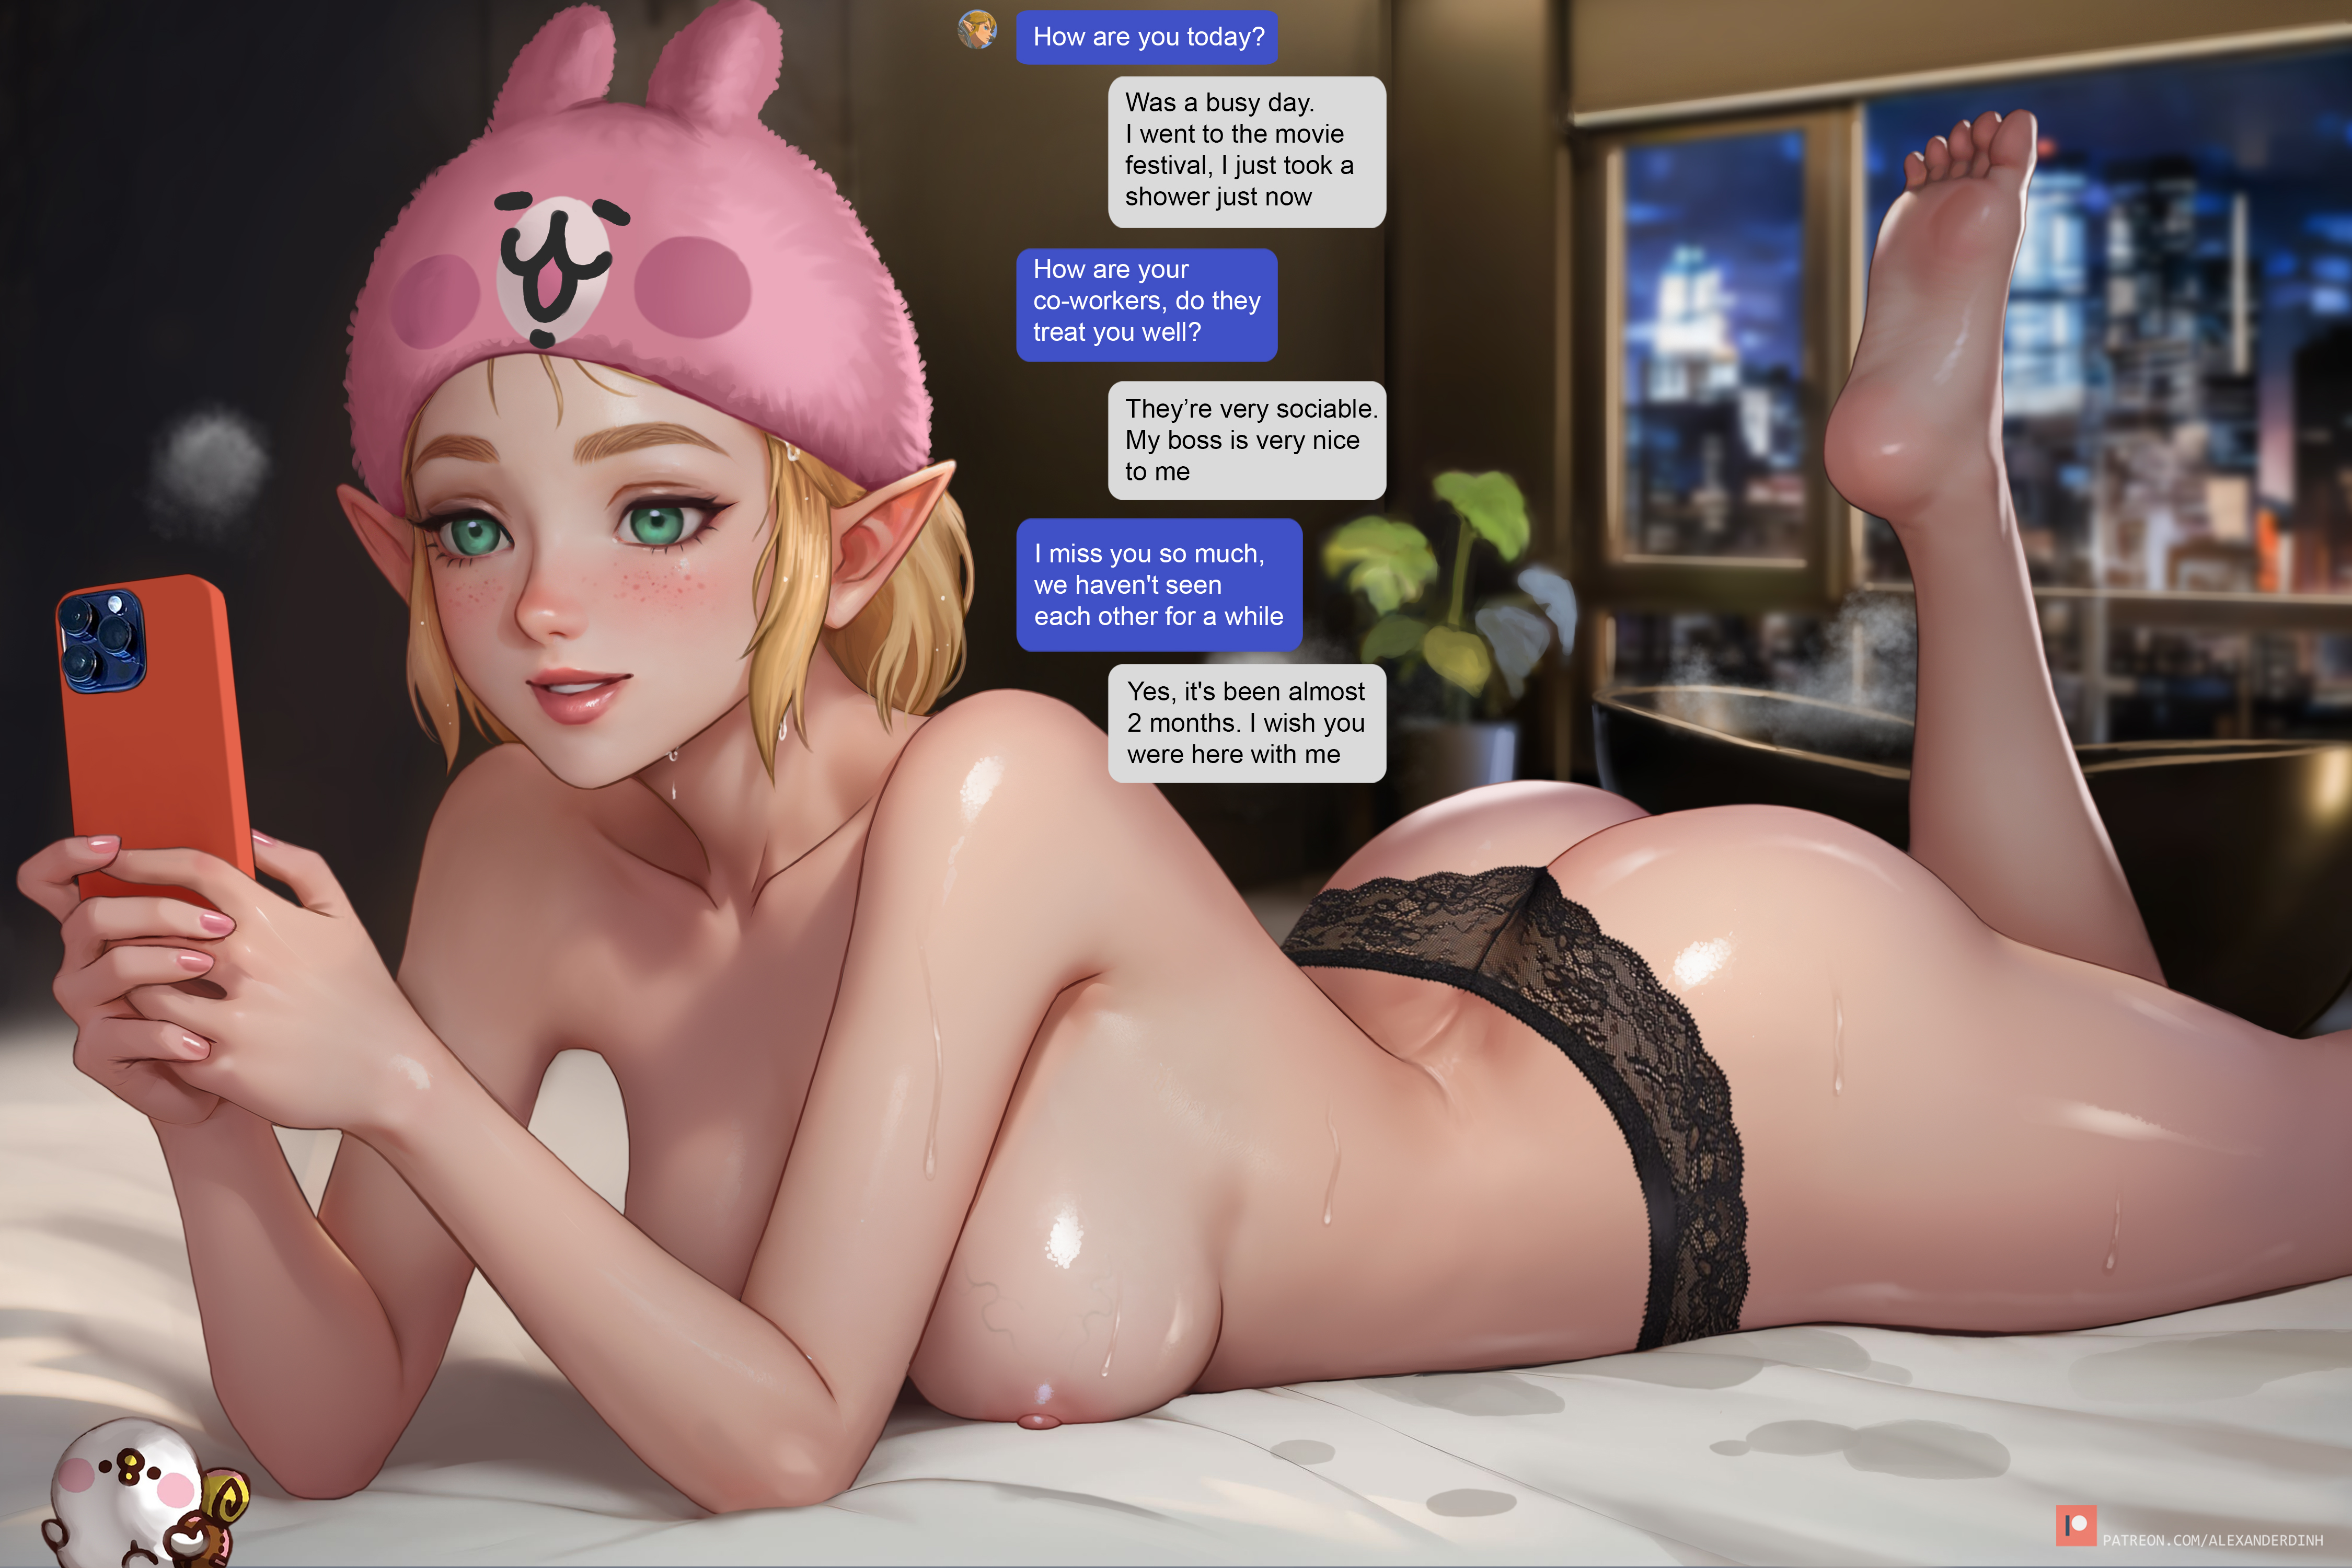 How are you today?
Was a busy day.
I went to the movie
festival, I just took a
shower just now
How are your
co-workers, do they
treat you well?
They’re very sociable.
My boss is very nice
to me
I miss you so much,
we haven't seen
each other for a while
Yes, it's been almost
2 months. I wish you
were here with me
PATREON.COM/ALEXANDERDINH